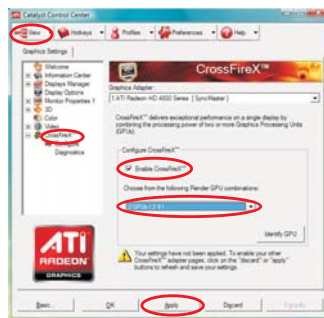 Catalyst Control Center
View Hotkeys Profiles Preferences Help
Graphics Settings
Welcome
Information Center
Displays Manager
Display Options
Monitor Properties 1
3D
Color
Video
CrossFireX
Configure
Diagnostics
CrossFireX™
Graphics Adapter
1.ATI Radeon HD 4800 Series [ SyncMaster ]
CrossFireX™ delivers exceptional performance on a single display by
combining the processing power of two or more Graphics Processing Units
(GPUs).
Configure CrossFireX™
Enable CrossFireX™
Choose from the following Render GPU combinations:
Identify GPU
Your settings have not been applied. To enable your other
CrossFireX™ adapter pages, click on the "discard" or "apply"
buttons to refresh and save your settings.
ATI
RADEON
GRAPHICS
Basic...
OK
Apply
Discard